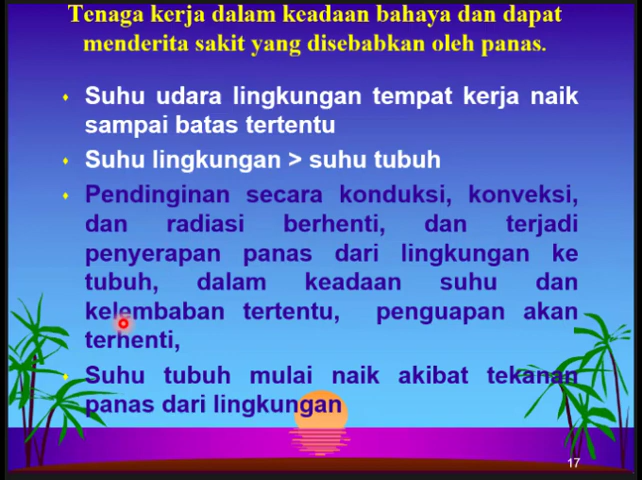 Tenaga kerja dalam keadaan bahaya dan dapat
menderita sakit yang disebabkan oleh panas.
Suhu udara lingkungan tempat kerja naik
sampai batas tertentu
Suhu lingkungan > suhu tubuh
Pendinginan secara konduksi, konveksi,
dan radiasi berhenti, dan terjadi
penyerapan panas dari lingkungan ke
tubuh, dalam keadaan suhu dan
kelembaban tertentu, penguapan akan
terhenti,
Suhu tubuh mulai naik akibat tekanan
panas dari lingkungan
17